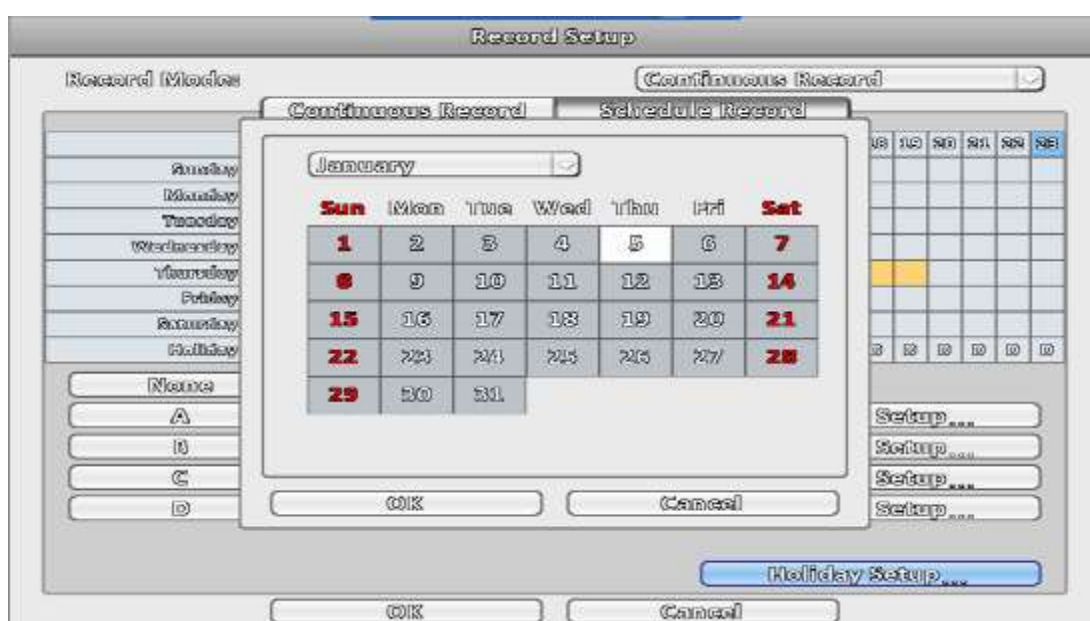 Record Setup
Record Modes
Continuous Record
Continuous Record
Schedule Record
18 19 20 21 22 23
Sunday
Monday
Tuesday
Wednesday
Thursday
Friday
Saturday
Holiday
D D D D D
January
Sun Mon Tue Wed Thu Fri Sat
1 2 3 4 5 6 7
8 9 10 11 12 13 14
15 16 17 18 19 20 21
22 23 24 25 26 27 28
29 30 31
None
A Setup...
B Setup...
C Setup...
D Setup...
OK Cancel
Holiday Setup...
OK Cancel